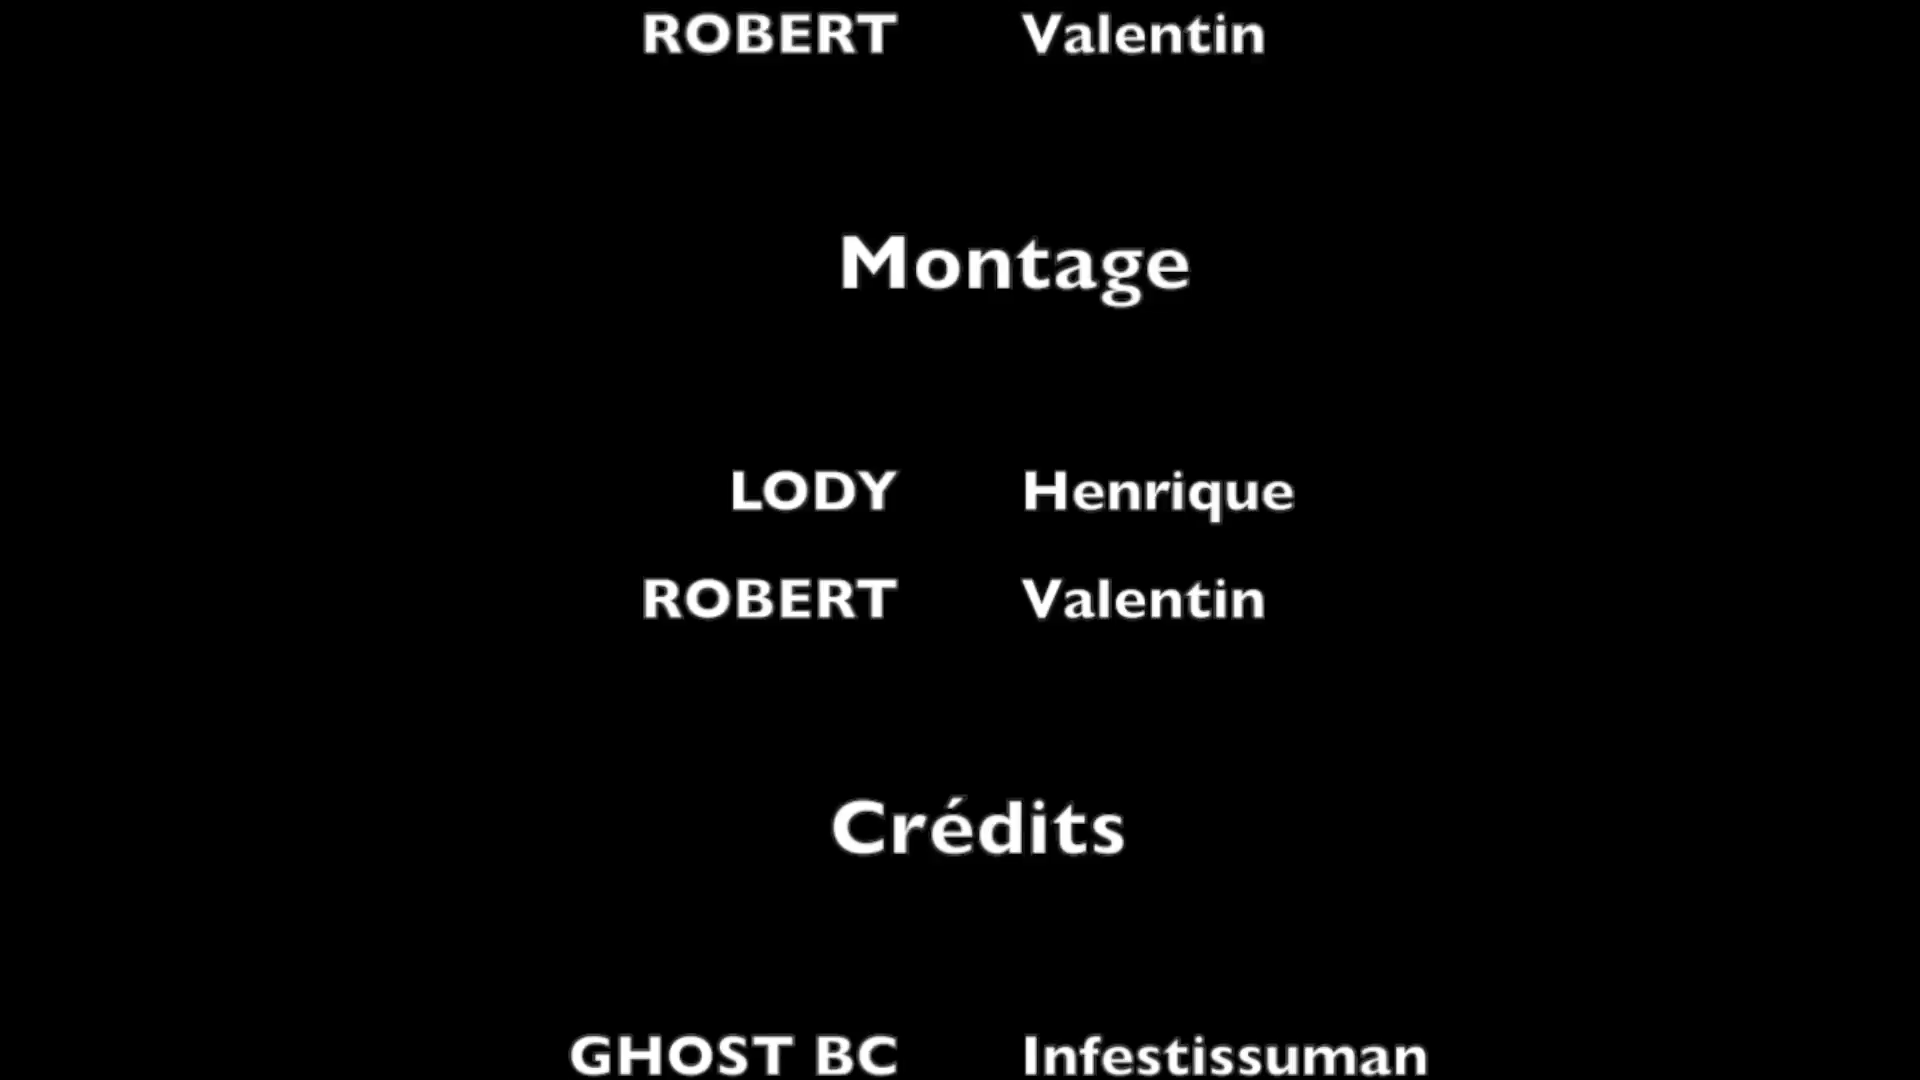 ROBERT Valentin
Montage
LODY Henrique
ROBERT Valentin
Crédits
GHOST BC Infestissuman